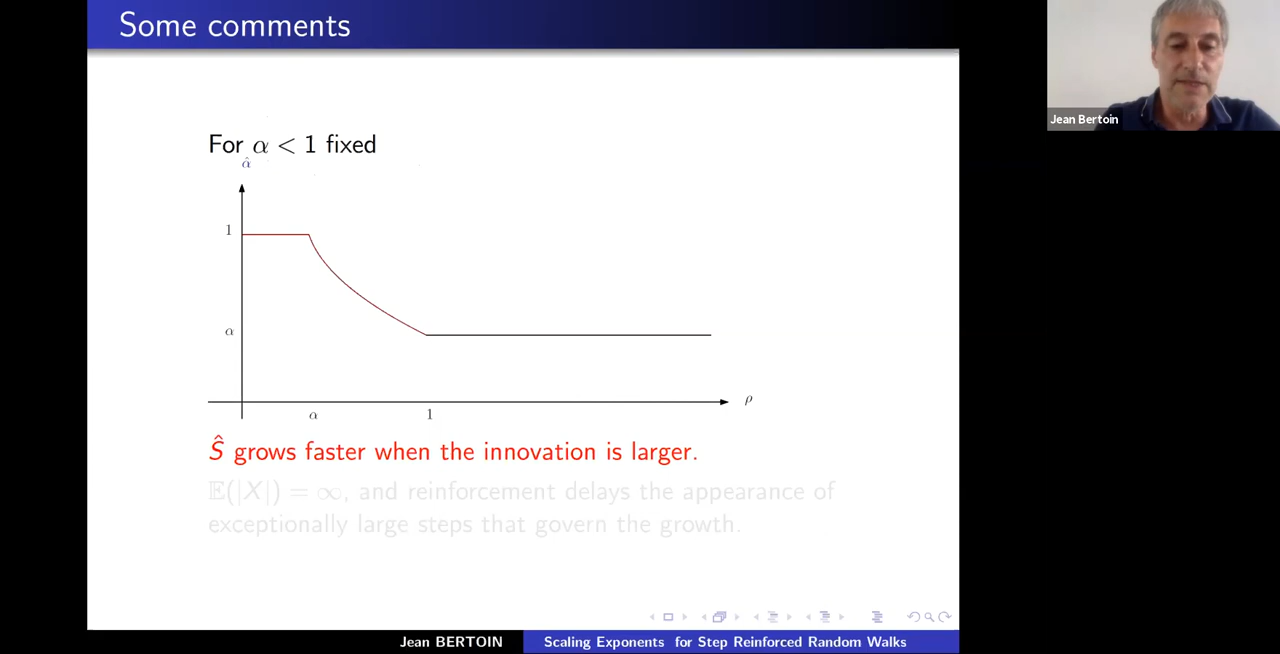 Some comments
Jean Bertoin
For α < 1 fixed
α̂
1
α
α
1
ρ
Ŝ grows faster when the innovation is larger.
𝔼(|X|) = ∞, and reinforcement delays the appearance of
exceptionally large steps that govern the growth.
Jean BERTOIN
Scaling Exponents for Step Reinforced Random Walks